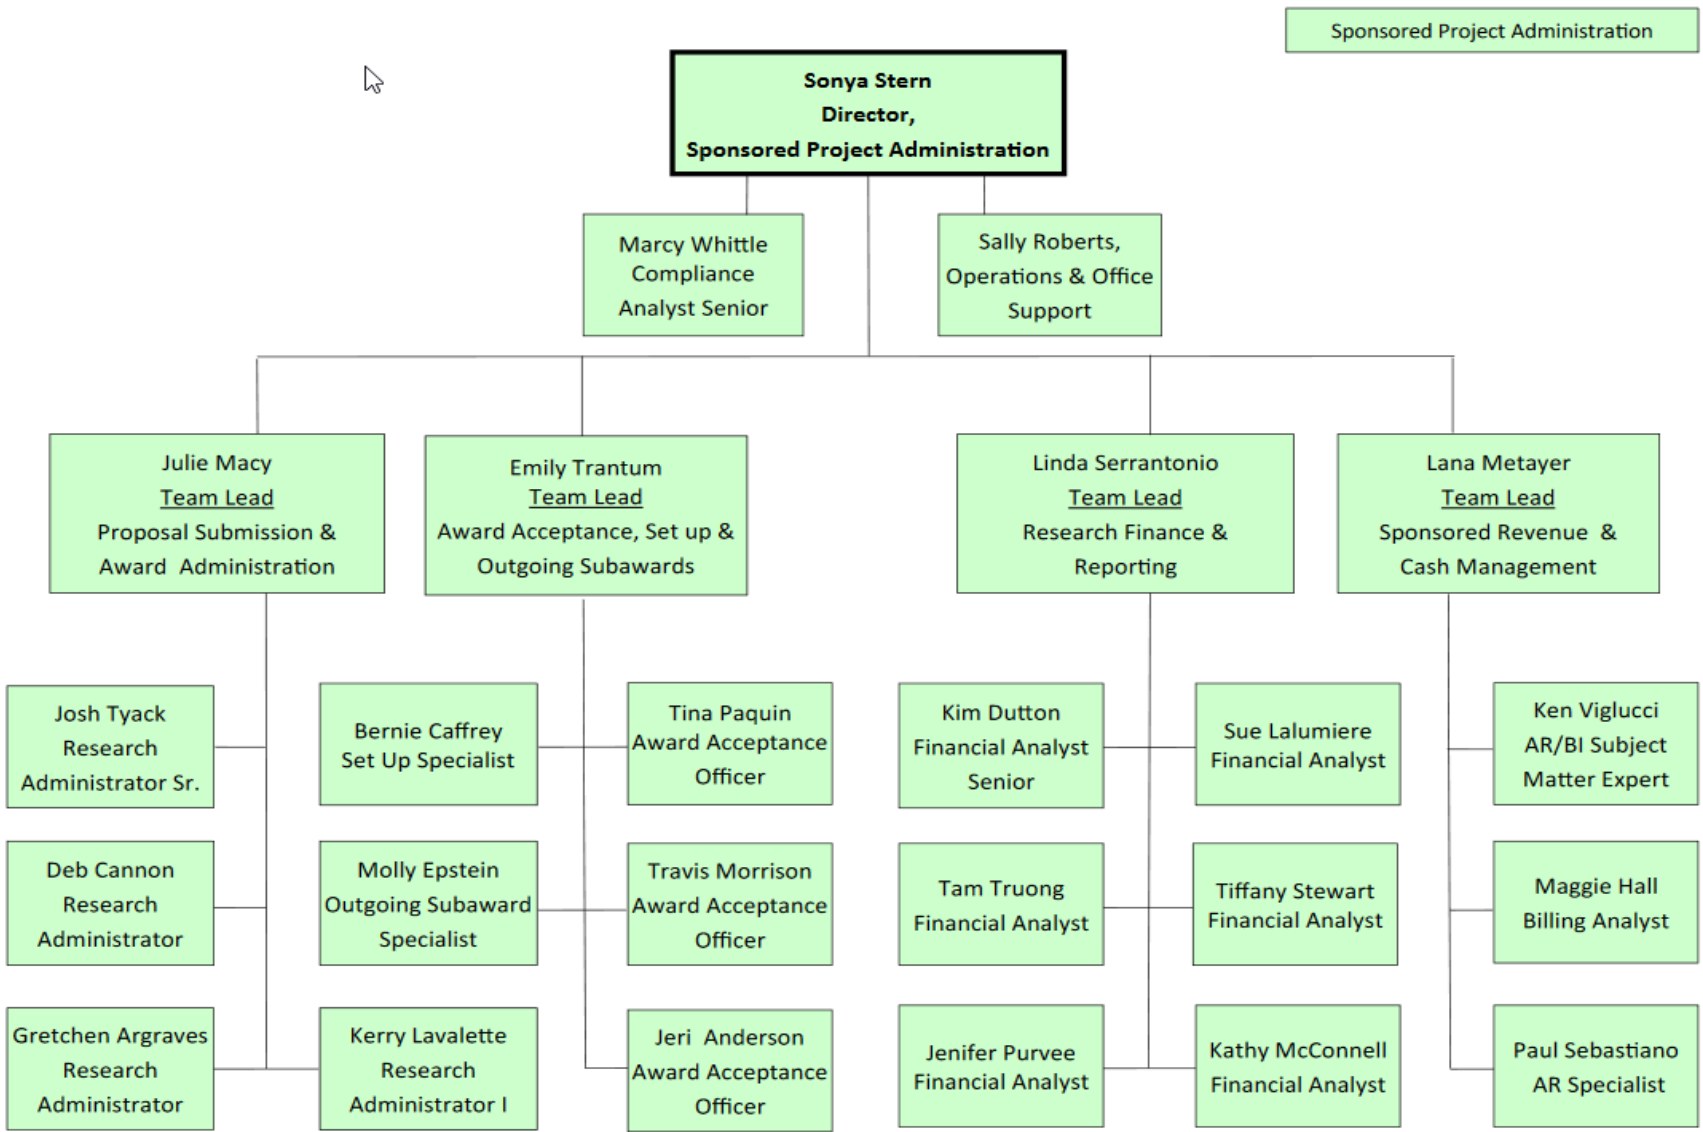 Sponsored Project Administration
Sonya Stern
Director,
Sponsored Project Administration
Marcy Whittle
Compliance
Analyst Senior
Sally Roberts,
Operations & Office
Support
Julie Macy
Team Lead
Proposal Submission &
Award Administration
Emily Trantum
Team Lead
Award Acceptance, Set up &
Outgoing Subawards
Linda Serrantonio
Team Lead
Research Finance &
Reporting
Lana Metayer
Team Lead
Sponsored Revenue &
Cash Management
Josh Tyack
Research
Administrator Sr.
Bernie Caffrey
Set Up Specialist
Tina Paquin
Award Acceptance
Officer
Kim Dutton
Financial Analyst
Senior
Sue Lalumiere
Financial Analyst
Ken Viglucci
AR/BI Subject
Matter Expert
Deb Cannon
Research
Administrator
Molly Epstein
Outgoing Subaward
Specialist
Travis Morrison
Award Acceptance
Officer
Tam Truong
Financial Analyst
Tiffany Stewart
Financial Analyst
Maggie Hall
Billing Analyst
Gretchen Argraves
Research
Administrator
Kerry Lavalette
Research
Administrator I
Jeri Anderson
Award Acceptance
Officer
Jenifer Purvee
Financial Analyst
Kathy McConnell
Financial Analyst
Paul Sebastiano
AR Specialist